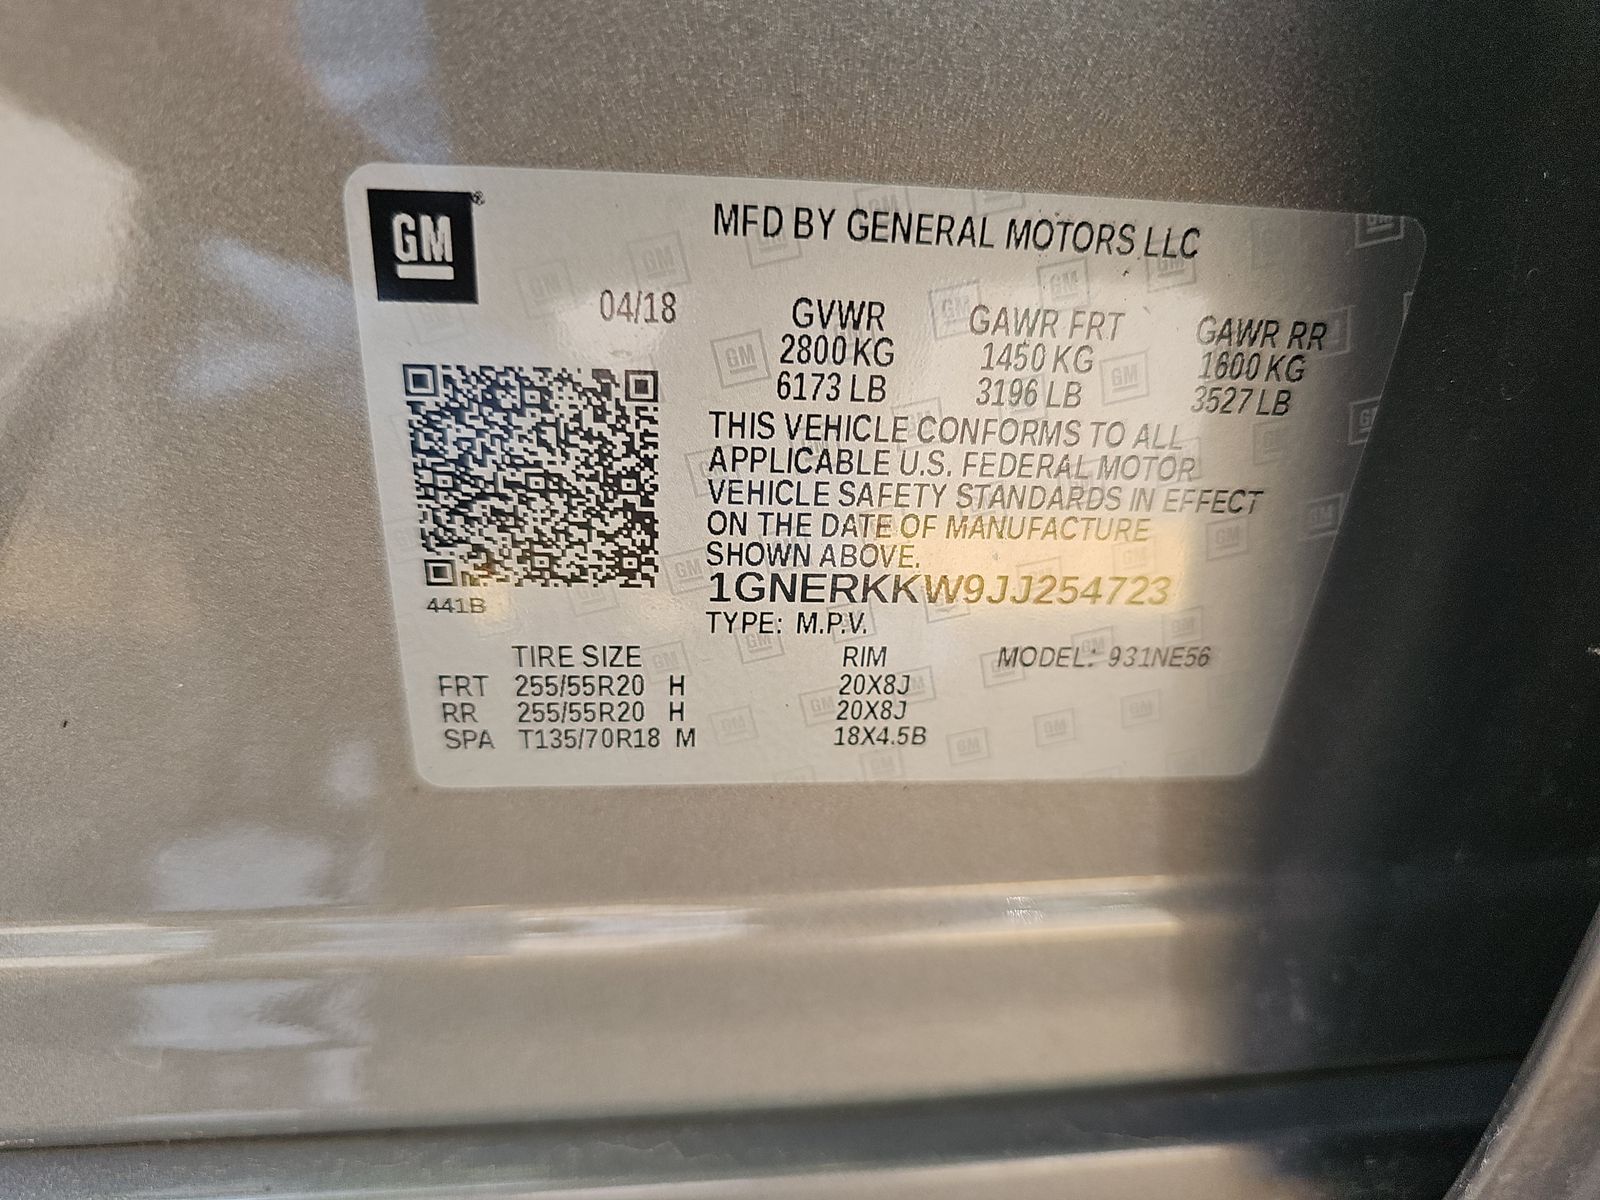 GM®
MFD BY GENERAL MOTORS LLC
04/18
GVWR GAWR FRT GAWR RR
2800 KG 1450 KG 1600 KG
6173 LB 3196 LB 3527 LB
THIS VEHICLE CONFORMS TO ALL
APPLICABLE U.S. FEDERAL MOTOR
VEHICLE SAFETY STANDARDS IN EFFECT
ON THE DATE OF MANUFACTURE
SHOWN ABOVE.
1GNERKKW9JJ254723
441B
TYPE: M.P.V.
TIRE SIZE RIM MODEL: 931NE56
FRT 255/55R20 H 20X8J
RR 255/55R20 H 20X8J
SPA T135/70R18 M 18X4.5B